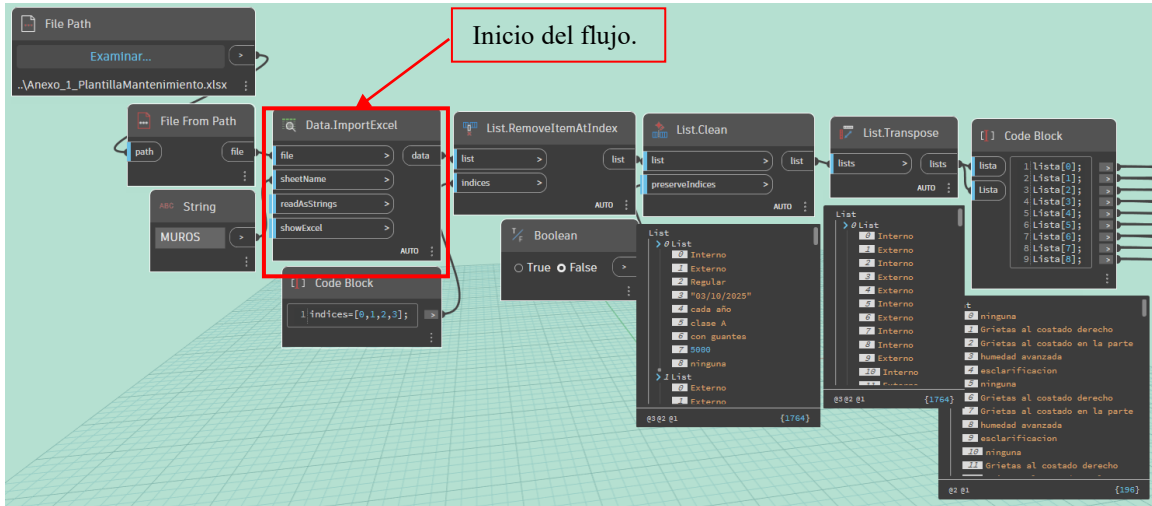 File Path
Examinar...
>
..\Anexo_1_PlantillaMantenimiento.xlsx
Inicio del flujo.
File From Path
path
file
ABC String
MUROS
>
Data.ImportExcel
file >
data
sheetName >
readAsStrings >
showExcel >
AUTO
Code Block
1 indices=[0,1,2,3]; >
List.RemoveItemAtIndex
list >
list
indices >
AUTO
T/F Boolean
True False >
List.Clean
list >
list
preserveIndices >
AUTO
List
> 0 List
0 Interno
1 Externo
2 Regular
3 "03/10/2025"
4 cada año
5 clase A
6 con guantes
7 5000
8 ninguna
> 1 List
0 Externo
1 Externo
@3 @2 @1 {1764}
List.Transpose
lists >
lists
AUTO
List
> 0 List
0 Interno
1 Externo
2 Interno
3 Externo
4 Externo
5 Interno
6 Externo
7 Interno
8 Interno
9 Externo
10 Interno
11 Externo
@3 @2 @1 {1764}
Code Block
lista
Lista
1 lista[0]; >
2 Lista[1]; >
3 Lista[2]; >
4 Lista[3]; >
5 Lista[4]; >
6 Lista[5]; >
7 Lista[6]; >
8 Lista[7]; >
9 Lista[8]; >
0 ninguna
1 Grietas al costado derecho
2 Grietas al costado en la parte
3 humedad avanzada
4 esclarificacion
5 ninguna
6 Grietas al costado derecho
7 Grietas al costado en la parte
8 humedad avanzada
9 esclarificacion
10 ninguna
11 Grietas al costado derecho
@2 @1 {196}